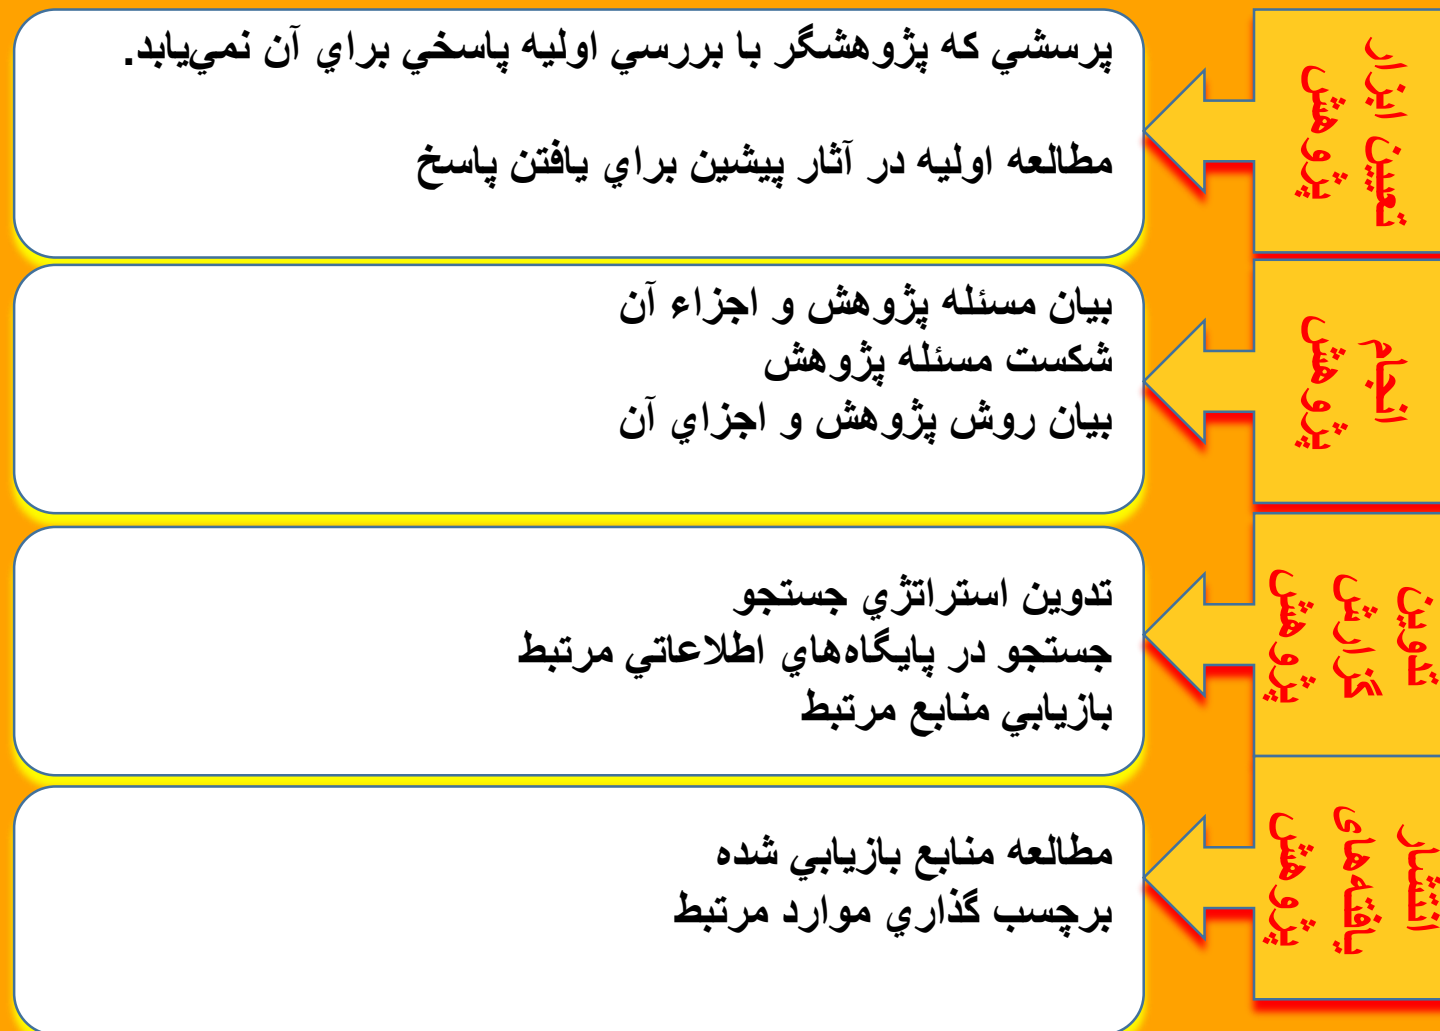 تعيين ابزار
پژوهش
پرسشي که پژوهشگر با بررسي اوليه پاسخي براي آن نمي‌يابد.
مطالعه اوليه در آثار پيشين براي يافتن پاسخ
انجام
پژوهش
بيان مسئله پژوهش و اجزاء آن
شکست مسئله پژوهش
بيان روش پژوهش و اجزاي آن
تدوين
گزارش
پژوهش
تدوين استراتژي جستجو
جستجو در پايگاه‌هاي اطلاعاتي مرتبط
بازيابي منابع مرتبط
انتشار
یافته‌های
پژوهش
مطالعه منابع بازيابي شده
برچسب گذاري موارد مرتبط